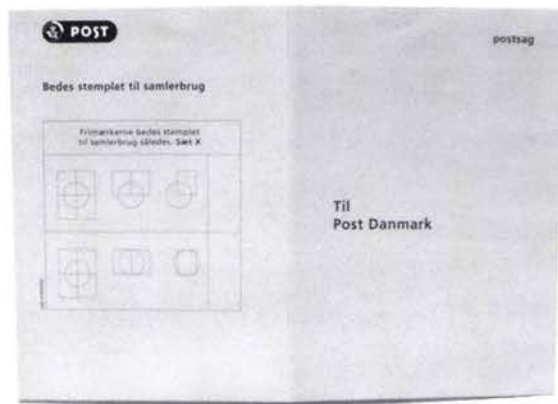 POST
postsag
Bedes stemplet til samlerbrug
Frimærkerne bedes stemplet
til samlerbrug således. Sæt X
Til
Post Danmark